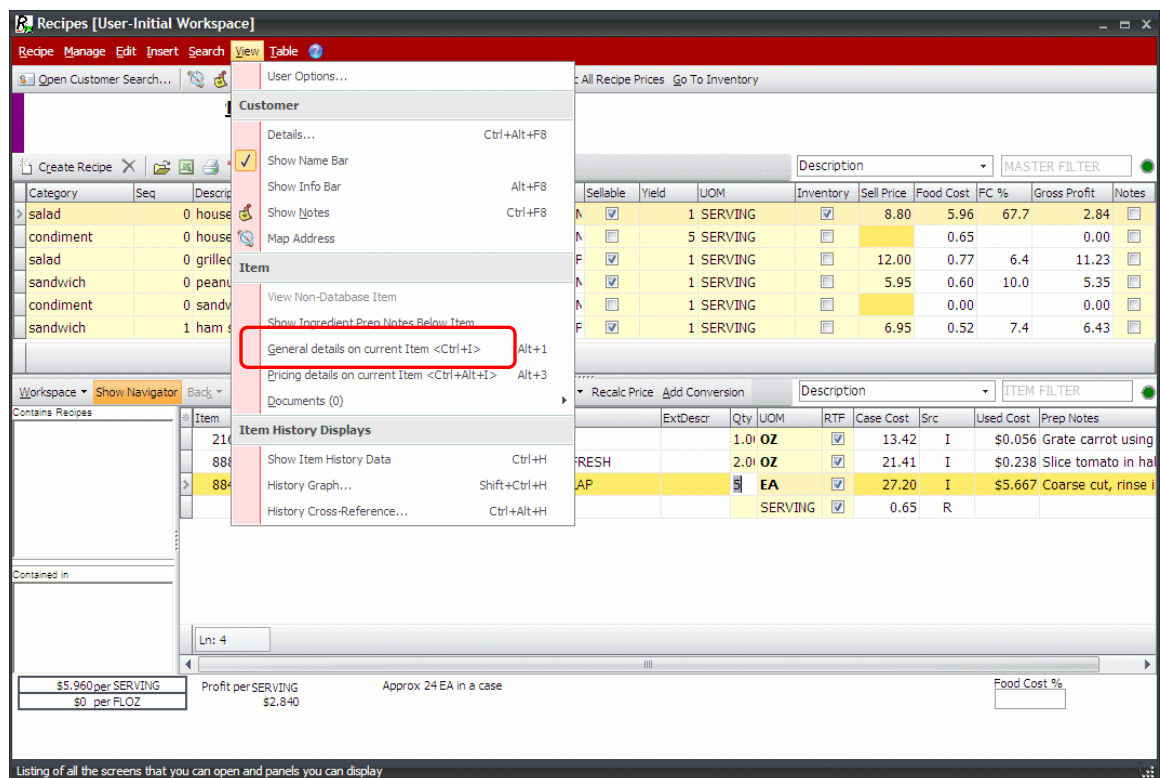 Recipes [User-Initial Workspace]
Recipe Manage Edit Insert Search View Table
Open Customer Search... All Recipe Prices Go To Inventory
User Options...
Customer
Details... Ctrl+Alt+F8
Show Name Bar
Show Info Bar Alt+F8
Show Notes Ctrl+F8
Map Address
Item
View Non-Database Item
Show Ingredient Prep Notes Below Item
General details on current Item <Ctrl+I> Alt+1
Pricing details on current Item <Ctrl+Alt+I> Alt+3
Documents (0)
Item History Displays
Show Item History Data Ctrl+H
History Graph... Shift+Ctrl+H
History Cross-Reference... Ctrl+Alt+H
Create Recipe Description MASTER FILTER
Category Seq Descrip Sellable Yield UOM Inventory Sell Price Food Cost FC % Gross Profit Notes
salad 0 house 1 SERVING 8.80 5.96 67.7 2.84
condiment 0 house 5 SERVING 0.65 0.00
salad 0 grilled F 1 SERVING 12.00 0.77 6.4 11.23
sandwich 0 peanu 1 SERVING 5.95 0.60 10.0 5.35
condiment 0 sandw 1 SERVING 0.00 0.00
sandwich 1 ham s F 1 SERVING 6.95 0.52 7.4 6.43
Workspace Show Navigator Back Recalc Price Add Conversion Description ITEM FILTER
Contains Recipes
Item ExtDescr Qty UOM RTF Case Cost Src Used Cost Prep Notes
216 1.0 OZ 13.42 I $0.056 Grate carrot using
888 FRESH 2.0 OZ 21.41 I $0.238 Slice tomato in hal
884 AP 5 EA 27.20 I $5.667 Coarse cut, rinse i
SERVING 0.65 R
Contained in
Ln: 4
$5.960 per SERVING Profit per SERVING Approx 24 EA in a case Food Cost %
$0 per FLOZ $2.840
Listing of all the screens that you can open and panels you can display